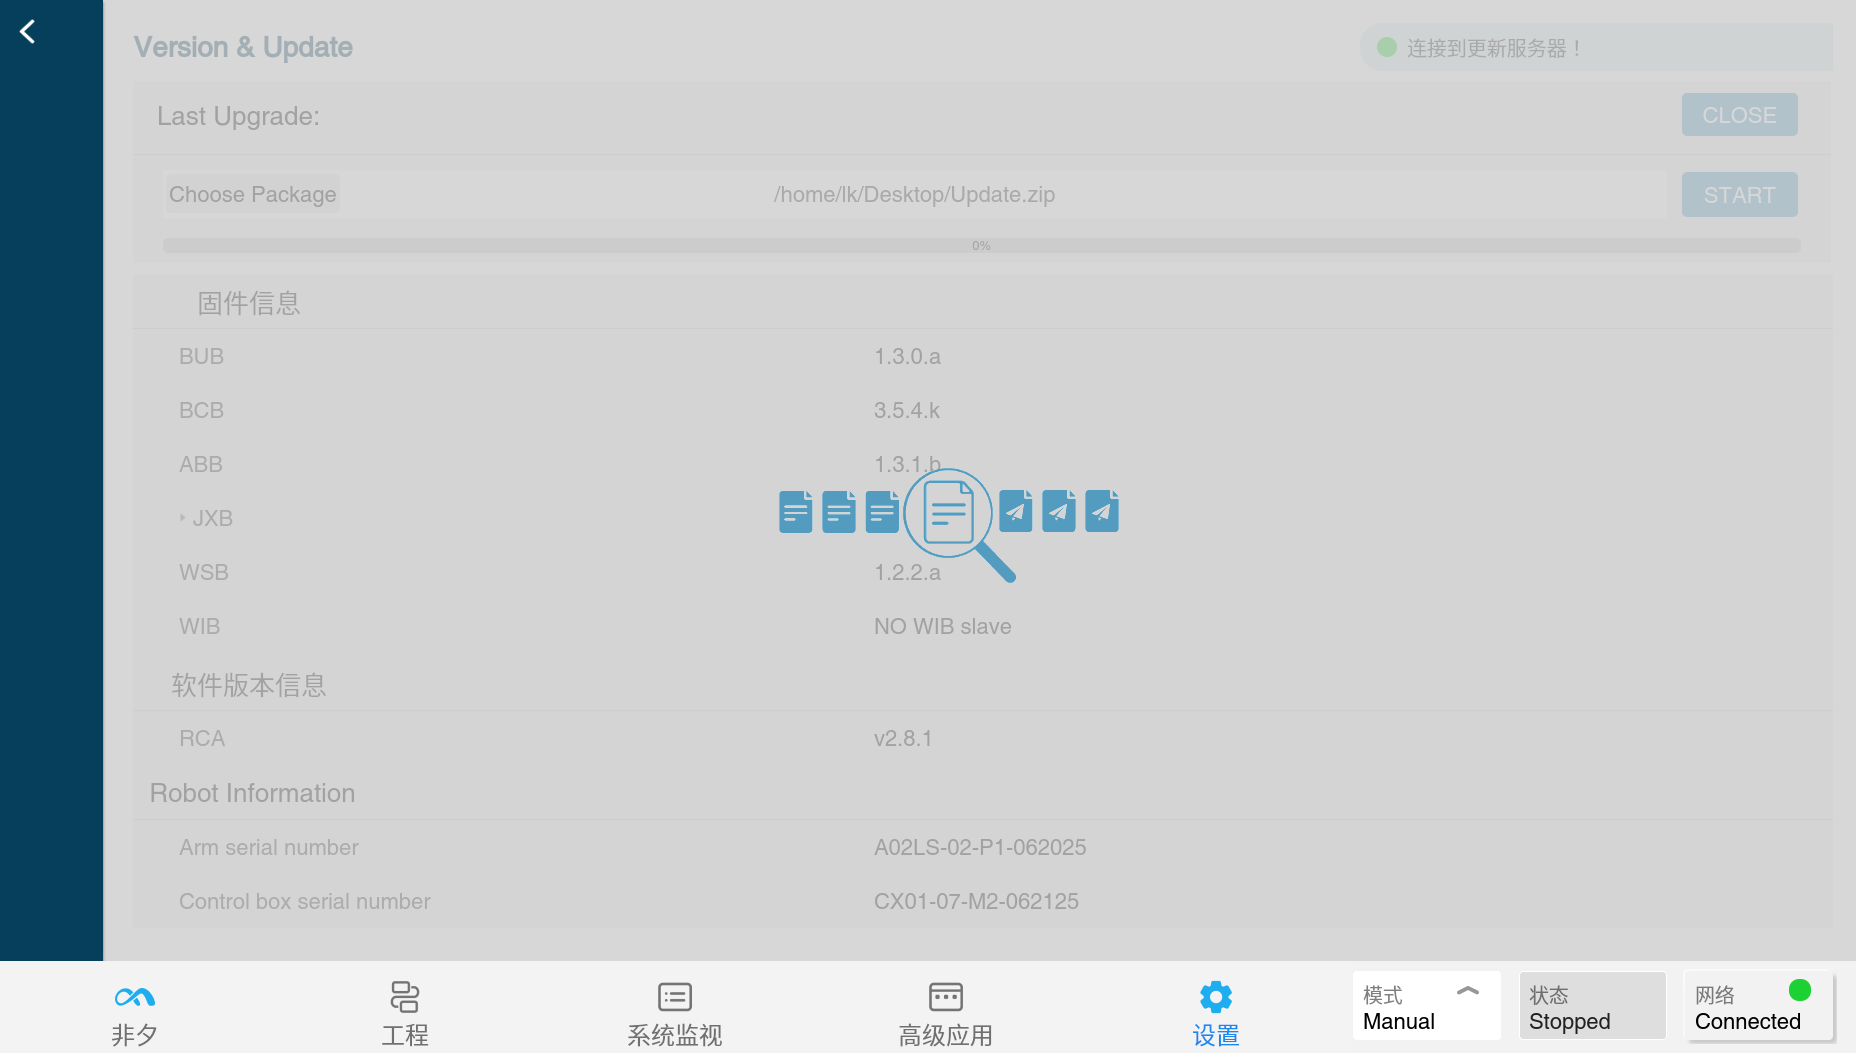 Version & Update
连接到更新服务器！
Last Upgrade:
CLOSE
Choose Package
/home/lk/Desktop/Update.zip
START
0%
固件信息
BUB
1.3.0.a
BCB
3.5.4.k
ABB
1.3.1.b
JXB
WSB
1.2.2.a
WIB
NO WIB slave
软件版本信息
RCA
v2.8.1
Robot Information
Arm serial number
A02LS-02-P1-062025
Control box serial number
CX01-07-M2-062125
非夕
工程
系统监视
高级应用
设置
模式
Manual
状态
Stopped
网络
Connected